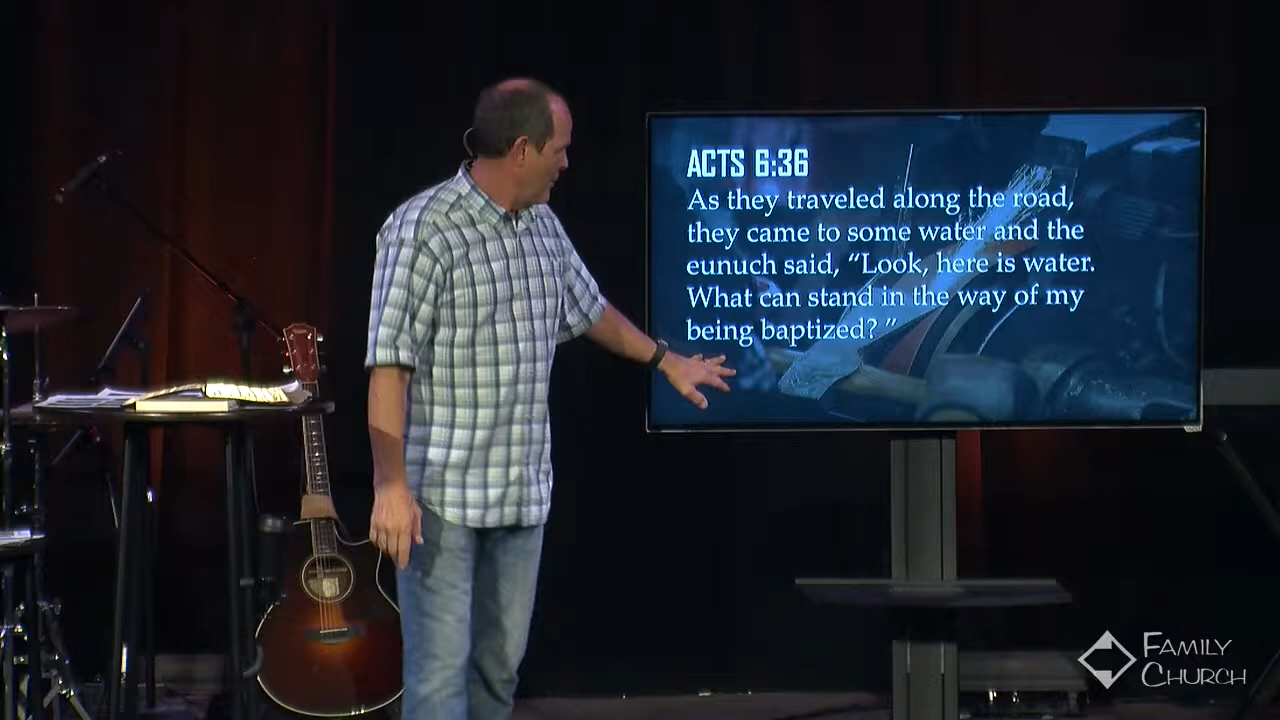 ACTS 6:36
As they traveled along the road,
they came to some water and the
eunuch said, “Look, here is water.
What can stand in the way of my
being baptized? ”
FAMILY
CHURCH